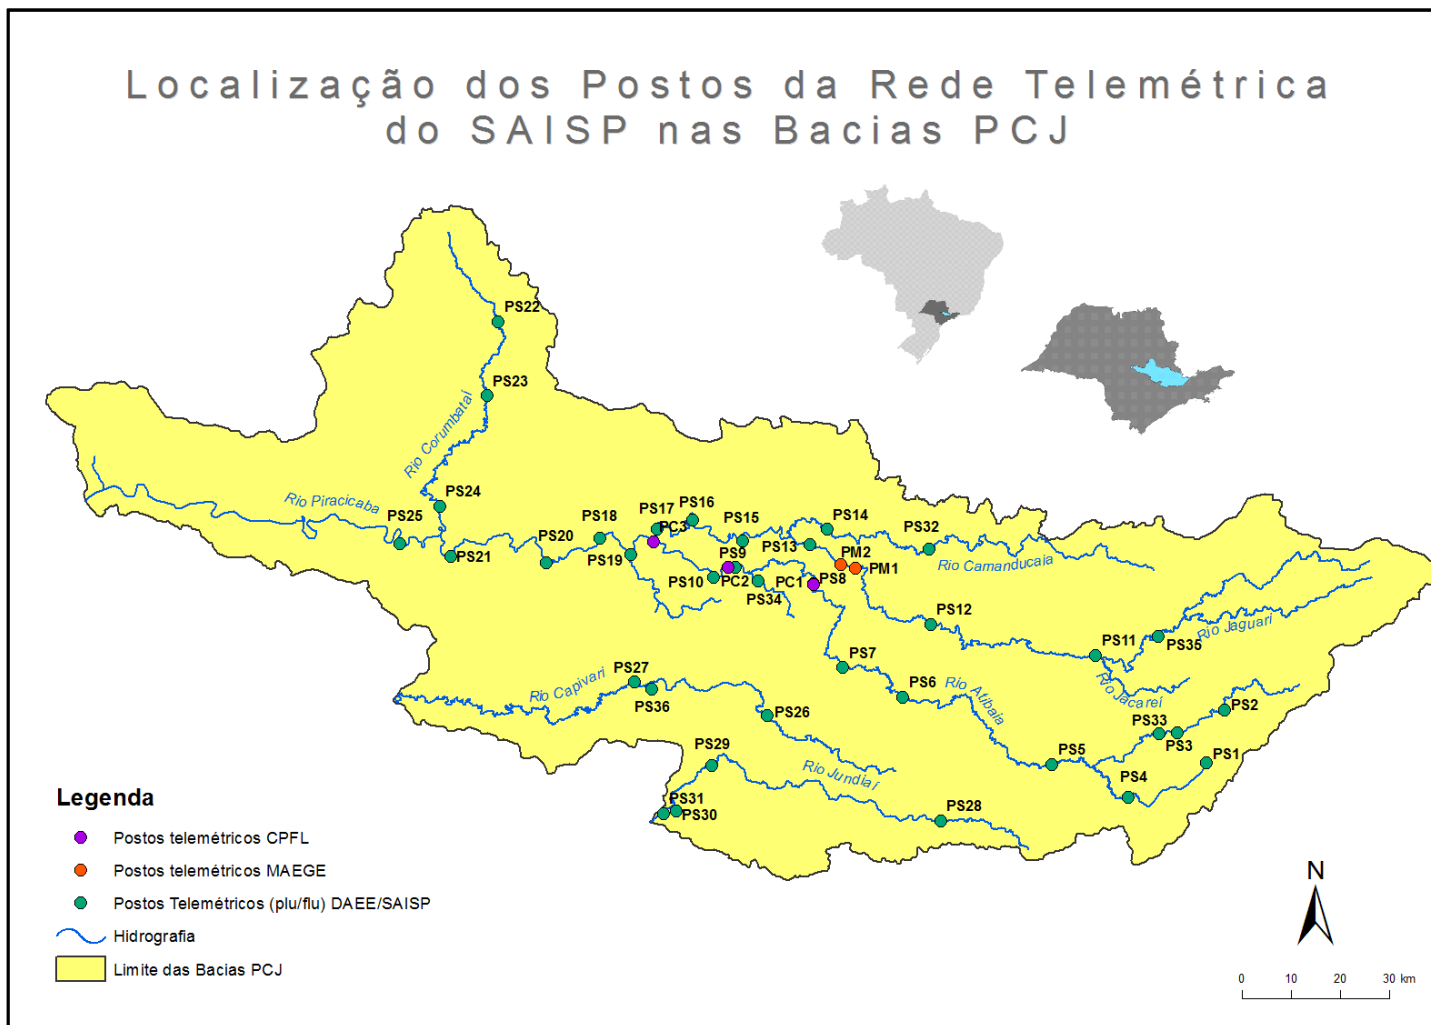 Localização dos Postos da Rede Telemétrica
do SAISP nas Bacias PCJ
PS22
PS23
Rio Corumbataí
PS24
Rio Piracicaba
PS25
PS21
PS20
PS18
PS19
PS17
PC3
PS16
PS15
PS14
PS13
PS32
Rio Camanducaia
PM2
PM1
PS9
PC2
PS10
PS34
PC1
PS8
PS12
PS11
PS35
Rio Jaguari
Rio Jacareí
PS7
PS6
Rio Atibaia
PS2
PS33
PS3
PS1
PS5
PS4
PS27
Rio Capivari
PS36
PS26
PS29
Rio Jundiaí
PS28
PS31
PS30
Legenda
Postos telemétricos CPFL
Postos telemétricos MAEGE
Postos Telemétricos (plu/flu) DAEE/SAISP
Hidrografia
Limite das Bacias PCJ
N
0 10 20 30 km